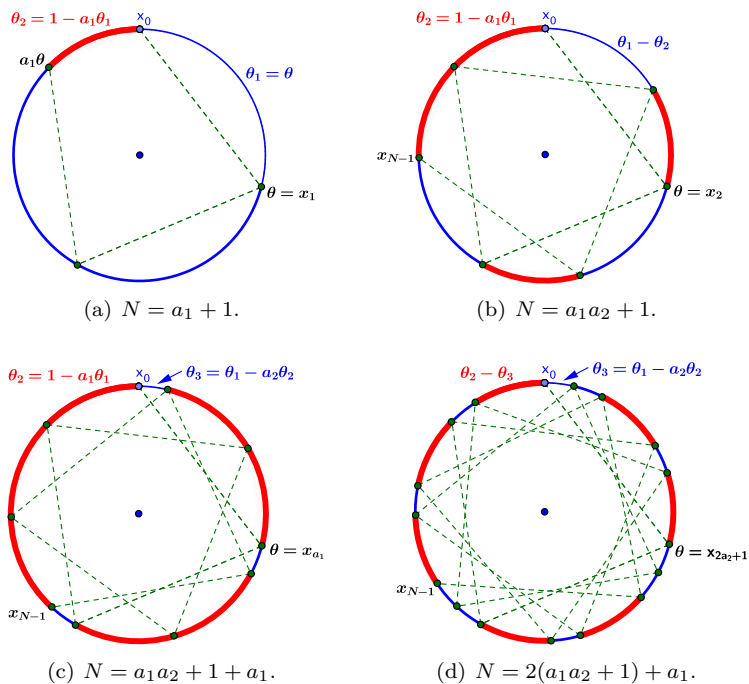 θ₂ = 1 − a₁θ₁
x₀
a₁θ
θ₁ = θ
θ = x₁
(a) N = a₁ + 1.
θ₂ = 1 − a₁θ₁
x₀
θ₁ − θ₂
x_{N−1}
θ = x₂
(b) N = a₁a₂ + 1.
θ₂ = 1 − a₁θ₁
x₀
θ₃ = θ₁ − a₂θ₂
θ = x_{a₁}
x_{N−1}
(c) N = a₁a₂ + 1 + a₁.
θ₂ − θ₃
x₀
θ₃ = θ₁ − a₂θ₂
θ = x_{2a₂+1}
x_{N−1}
(d) N = 2(a₁a₂ + 1) + a₁.